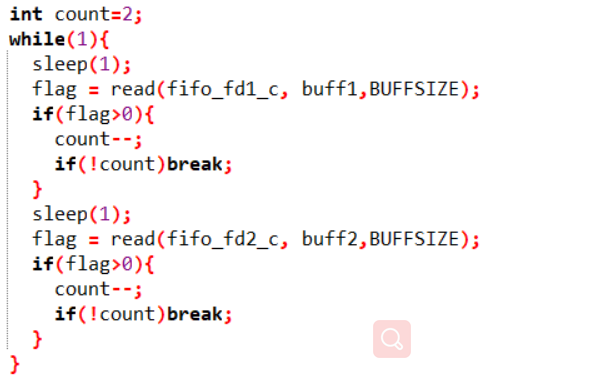 int count=2;
while(1){
sleep(1);
flag = read(fifo_fd1_c, buff1,BUFFSIZE);
if(flag>0){
count--;
if(!count)break;
}
sleep(1);
flag = read(fifo_fd2_c, buff2,BUFFSIZE);
if(flag>0){
count--;
if(!count)break;
}
}